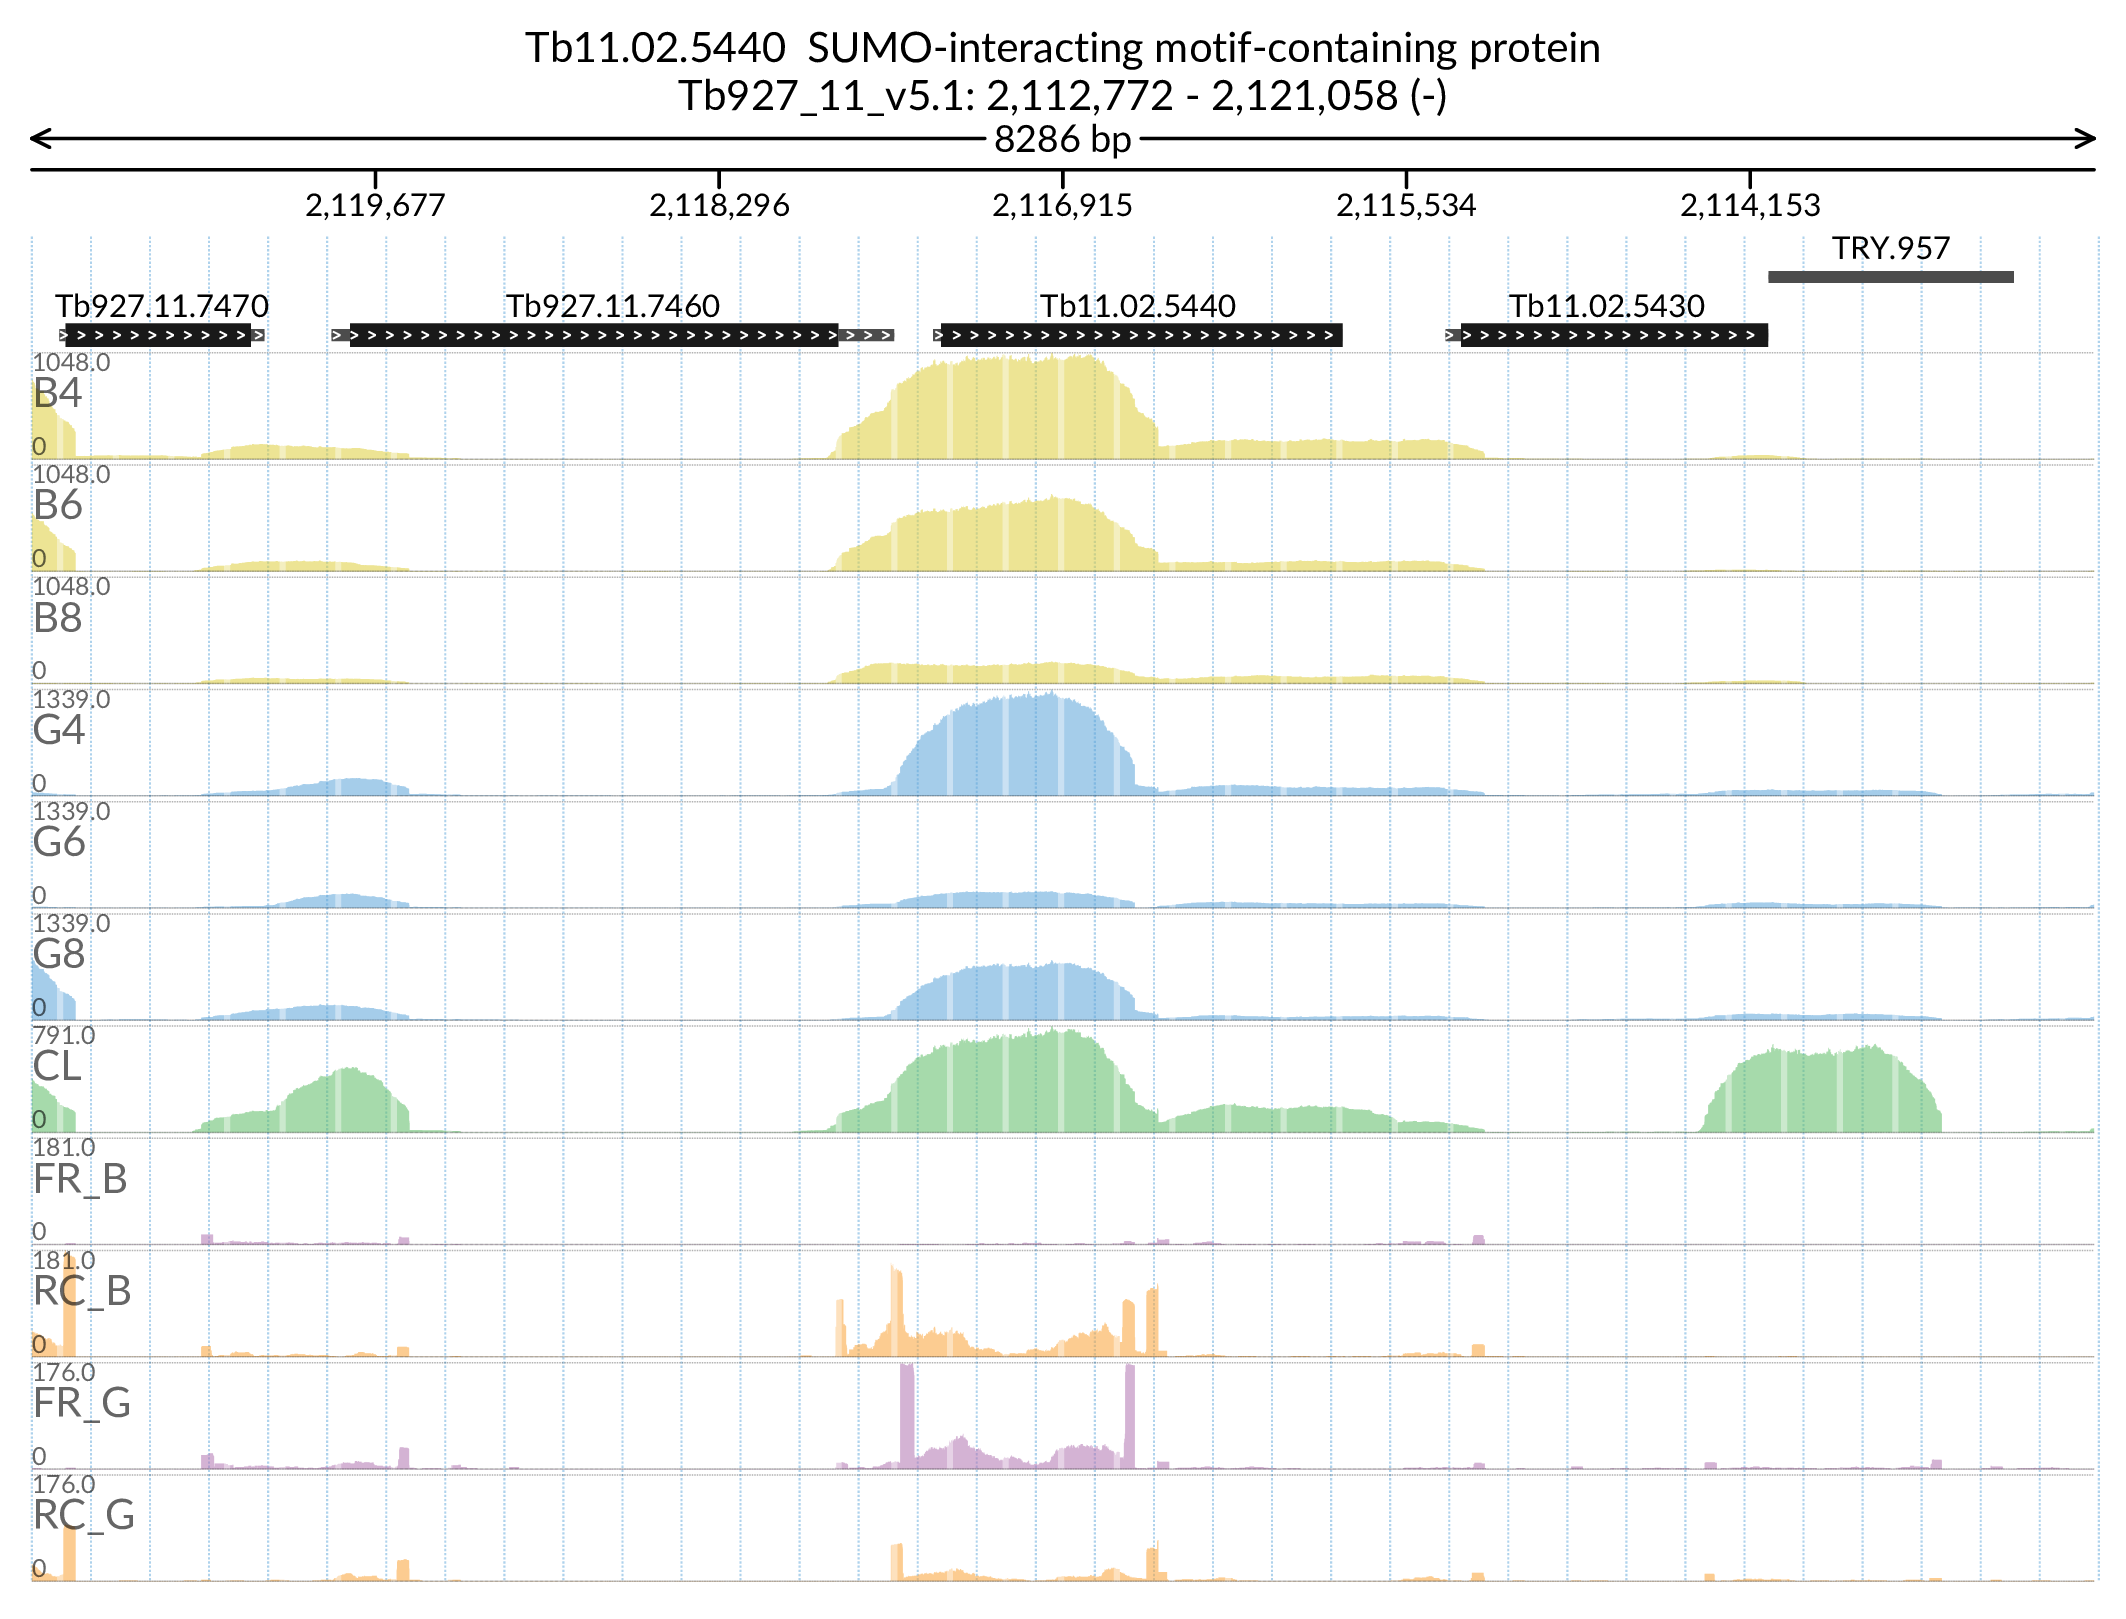 Tb11.02.5440 SUMO-interacting motif-containing protein
Tb927_11_v5.1: 2,112,772 - 2,121,058 (-)
8286 bp
2,119,677 2,118,296 2,116,915 2,115,534 2,114,153
TRY.957
Tb927.11.7470 Tb927.11.7460 Tb11.02.5440 Tb11.02.5430
1048.0
B4
0
1048.0
B6
0
1048.0
B8
0
1339.0
G4
0
1339.0
G6
0
1339.0
G8
0
791.0
CL
0
181.0
FR_B
0
181.0
RC_B
0
176.0
FR_G
0
176.0
RC_G
0